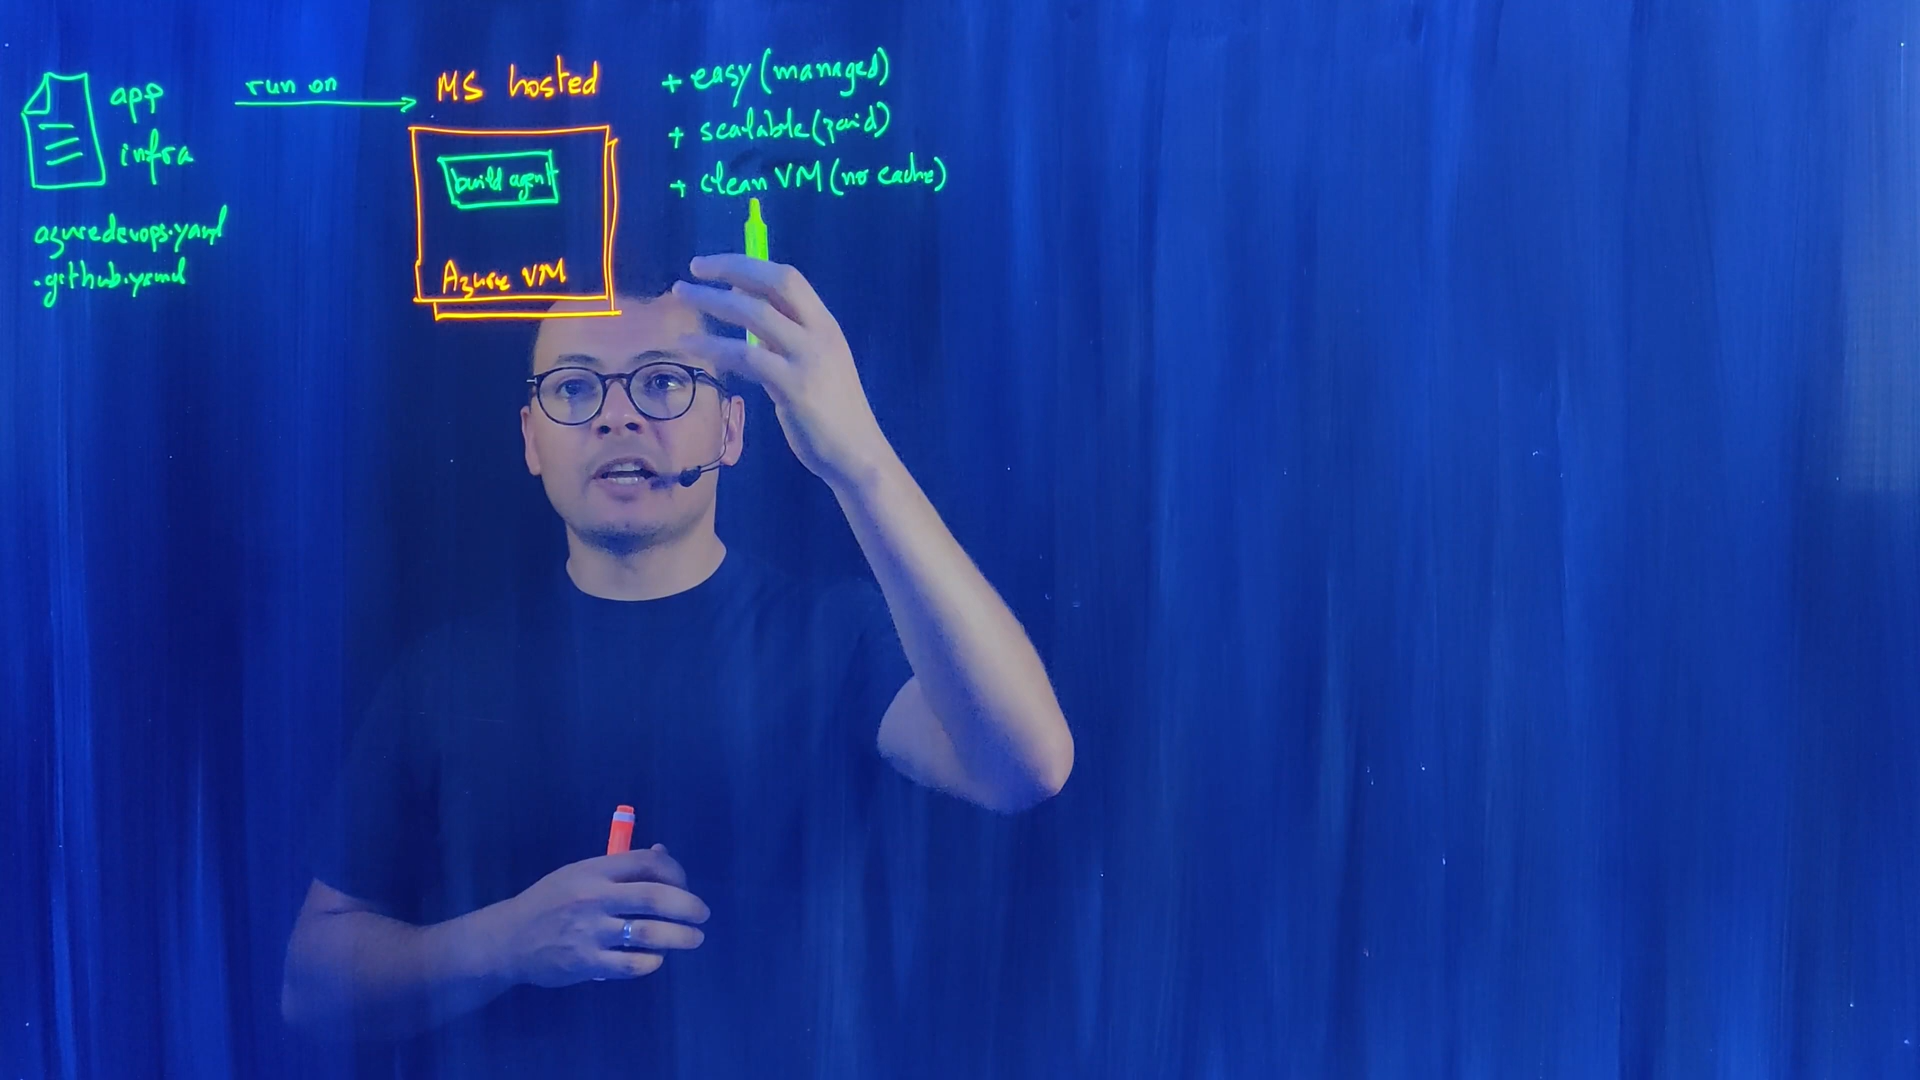 app
infra
azuredevops.yaml
.github.yaml
run on
MS hosted
build agent
Azure VM
+ easy (managed)
+ scalable (paid)
+ clean VM (no cache)